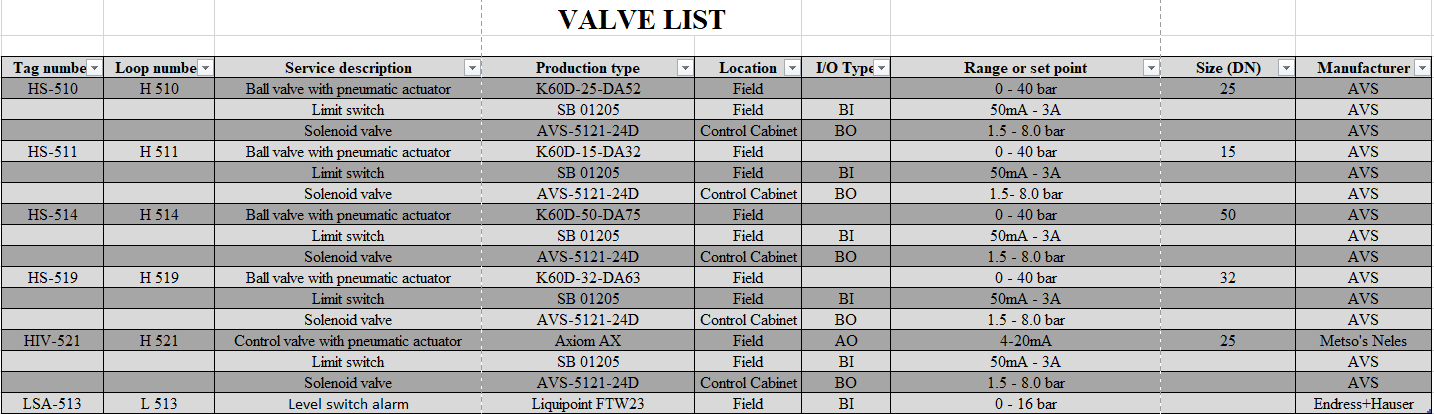 VALVE LIST
Tag numbe Loop numbe Service description Production type Location I/O Type Range or set point Size (DN) Manufacturer
HS-510 H 510 Ball valve with pneumatic actuator K60D-25-DA52 Field 0 - 40 bar 25 AVS
Limit switch SB 01205 Field BI 50mA - 3A AVS
Solenoid valve AVS-5121-24D Control Cabinet BO 1.5 - 8.0 bar AVS
HS-511 H 511 Ball valve with pneumatic actuator K60D-15-DA32 Field 0 - 40 bar 15 AVS
Limit switch SB 01205 Field BI 50mA - 3A AVS
Solenoid valve AVS-5121-24D Control Cabinet BO 1.5- 8.0 bar AVS
HS-514 H 514 Ball valve with pneumatic actuator K60D-50-DA75 Field 0 - 40 bar 50 AVS
Limit switch SB 01205 Field BI 50mA - 3A AVS
Solenoid valve AVS-5121-24D Control Cabinet BO 1.5 - 8.0 bar AVS
HS-519 H 519 Ball valve with pneumatic actuator K60D-32-DA63 Field 0 - 40 bar 32 AVS
Limit switch SB 01205 Field BI 50mA - 3A AVS
Solenoid valve AVS-5121-24D Control Cabinet BO 1.5 - 8.0 bar AVS
HIV-521 H 521 Control valve with pneumatic actuator Axiom AX Field AO 4-20mA 25 Metso's Neles
Limit switch SB 01205 Field BI 50mA - 3A AVS
Solenoid valve AVS-5121-24D Control Cabinet BO 1.5 - 8.0 bar AVS
LSA-513 L 513 Level switch alarm Liquipoint FTW23 Field BI 0 - 16 bar Endress+Hauser